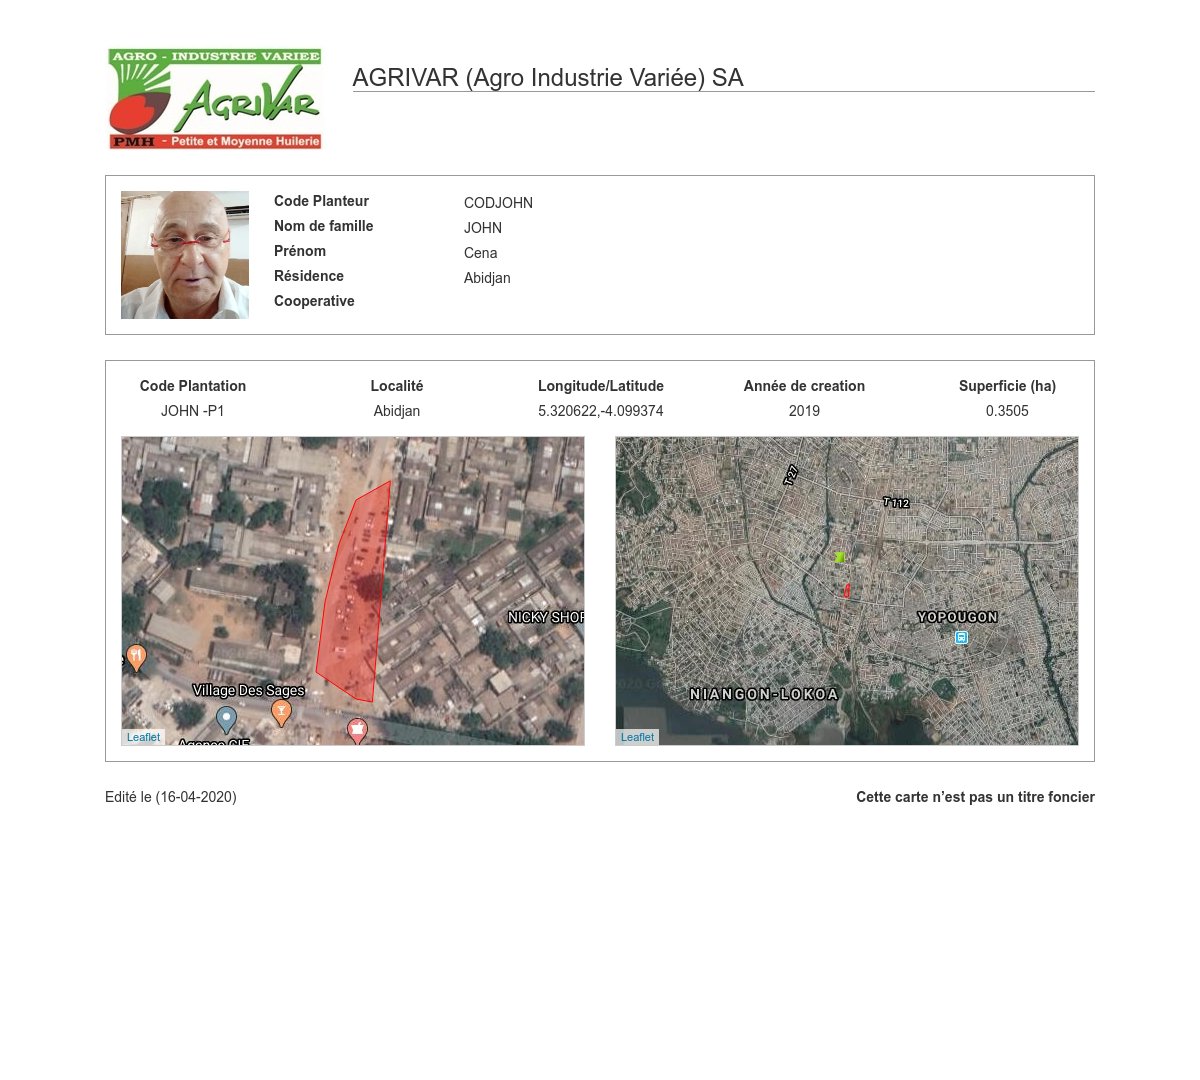 AGRO - INDUSTRIE VARIEE
AGRIVAR
PMH - Petite et Moyenne Huilerie
AGRIVAR (Agro Industrie Variée) SA
Code Planteur CODJOHN
Nom de famille JOHN
Prénom Cena
Résidence Abidjan
Cooperative
Code Plantation Localité Longitude/Latitude Année de creation Superficie (ha)
JOHN -P1 Abidjan 5.320622,-4.099374 2019 0.3505
NICKY SHOP
Village Des Sages
Agence CIE
Leaflet
T 27
T 112
YOPOUGON
NIANGON-LOKOA
Leaflet
Edité le (16-04-2020)
Cette carte n’est pas un titre foncier